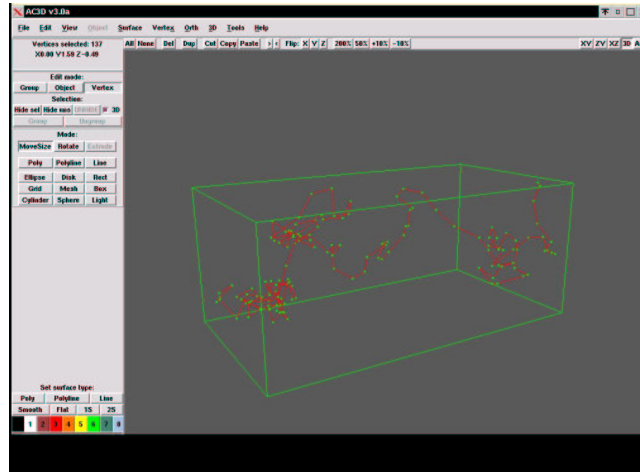 AC3D v3.0a
File Edit View Object Surface Vertex Orth 3D Tools Help
Vertices selected: 137
X0.00 Y1.59 Z-0.49
All None Del Dup Cut Copy Paste > < Flip: X Y Z 200% 50% +10% -10% XY ZY XZ 3D A
Edit mode:
Group Object Vertex
Selection:
Hide sel Hide uns 3D
Group Ungroup
Mode:
MoveSize Rotate Extrude
Poly Polyline Line
Ellipse Disk Rect
Grid Mesh Box
Cylinder Sphere Light
Set surface type:
Poly Polyline Line
Smooth Flat 1S 2S
1 2 3 4 5 6 7 8